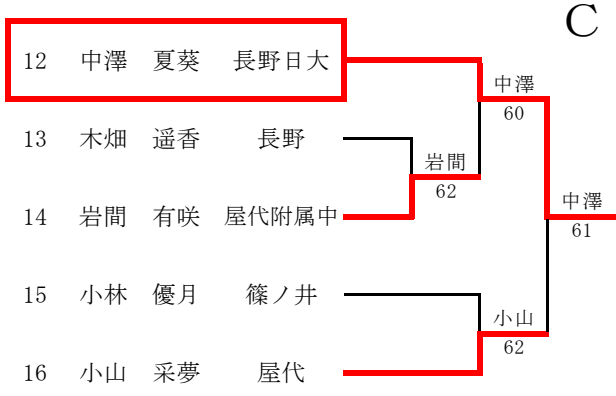 C
12 中澤 夏葵 長野日大
中澤
60
13 木畑 遥香 長野
岩間
62
14 岩間 有咲 屋代附属中
中澤
61
15 小林 優月 篠ノ井
小山
62
16 小山 采夢 屋代